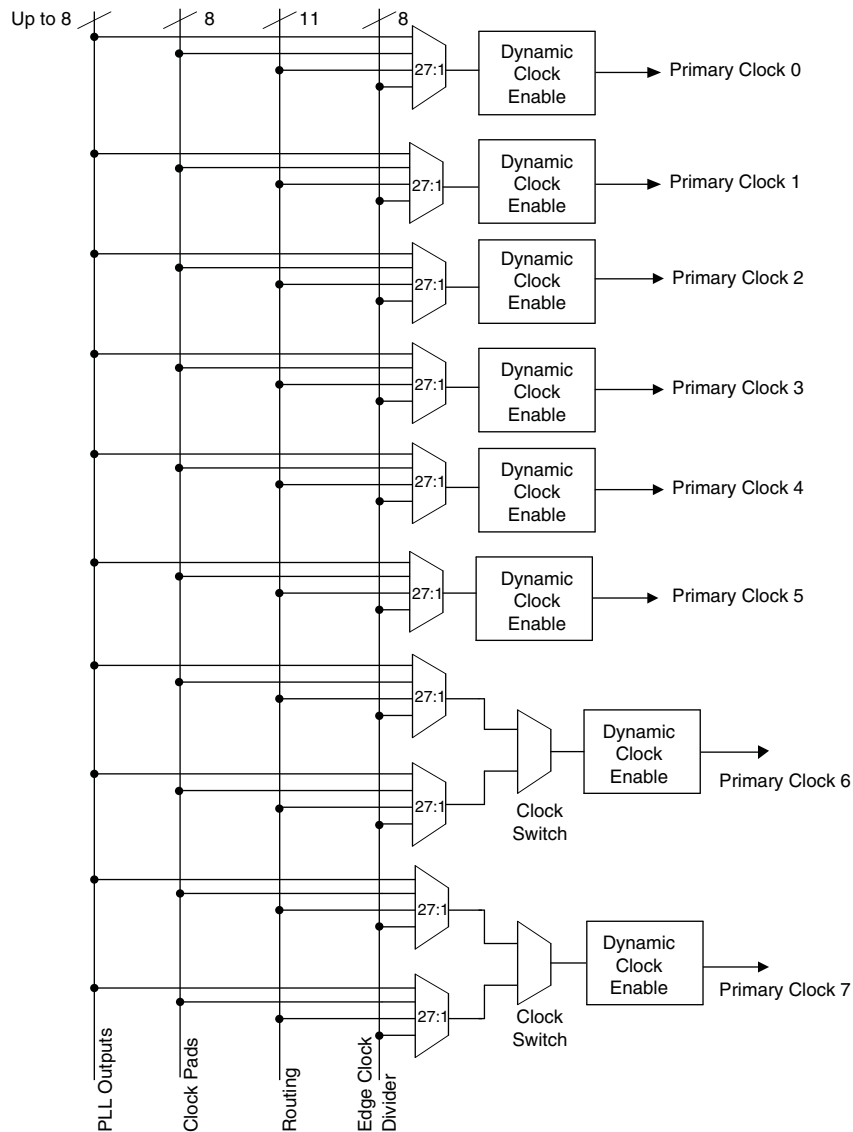 Up to 8
8
11
8
27:1
Dynamic
Clock
Enable
Primary Clock 0
27:1
Dynamic
Clock
Enable
Primary Clock 1
27:1
Dynamic
Clock
Enable
Primary Clock 2
27:1
Dynamic
Clock
Enable
Primary Clock 3
27:1
Dynamic
Clock
Enable
Primary Clock 4
27:1
Dynamic
Clock
Enable
Primary Clock 5
27:1
27:1
Clock
Switch
Dynamic
Clock
Enable
Primary Clock 6
27:1
27:1
Clock
Switch
Dynamic
Clock
Enable
Primary Clock 7
PLL Outputs
Clock Pads
Routing
Edge Clock
Divider